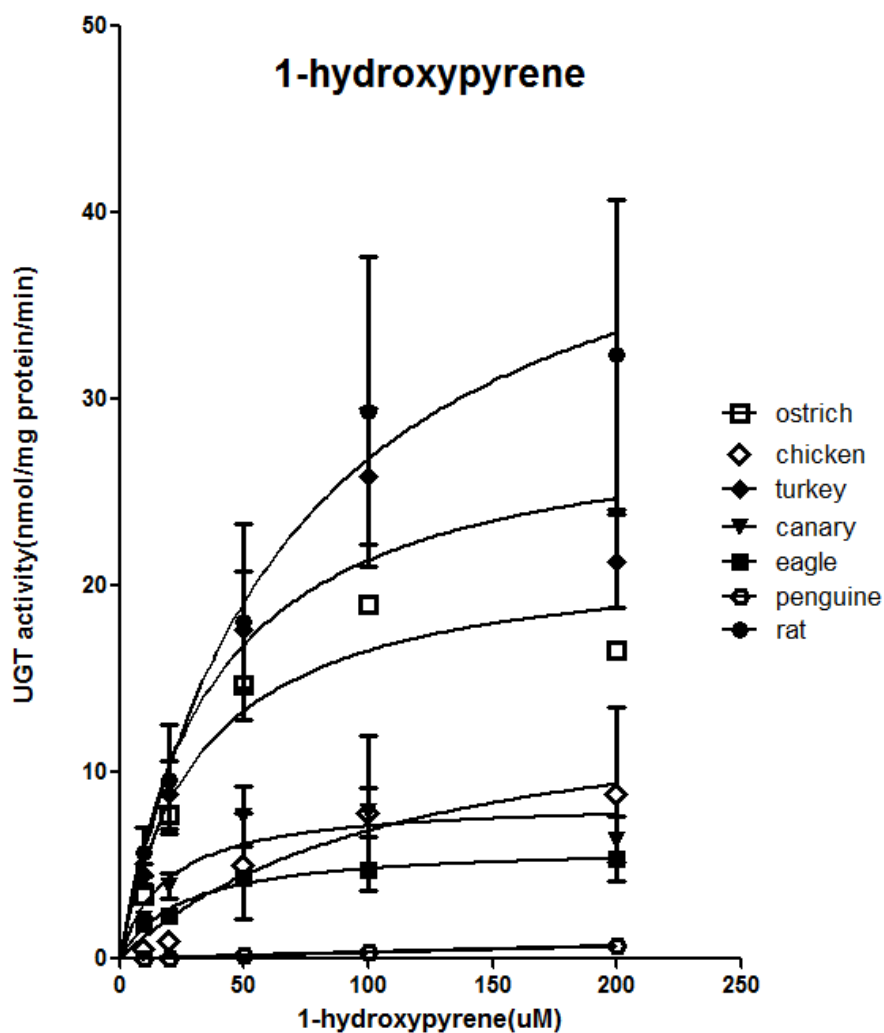 1-hydroxypyrene
UGT activity(nmol/mg protein/min)
50
40
30
20
10
0
0 50 100 150 200 250
1-hydroxypyrene(uM)
ostrich
chicken
turkey
canary
eagle
penguine
rat